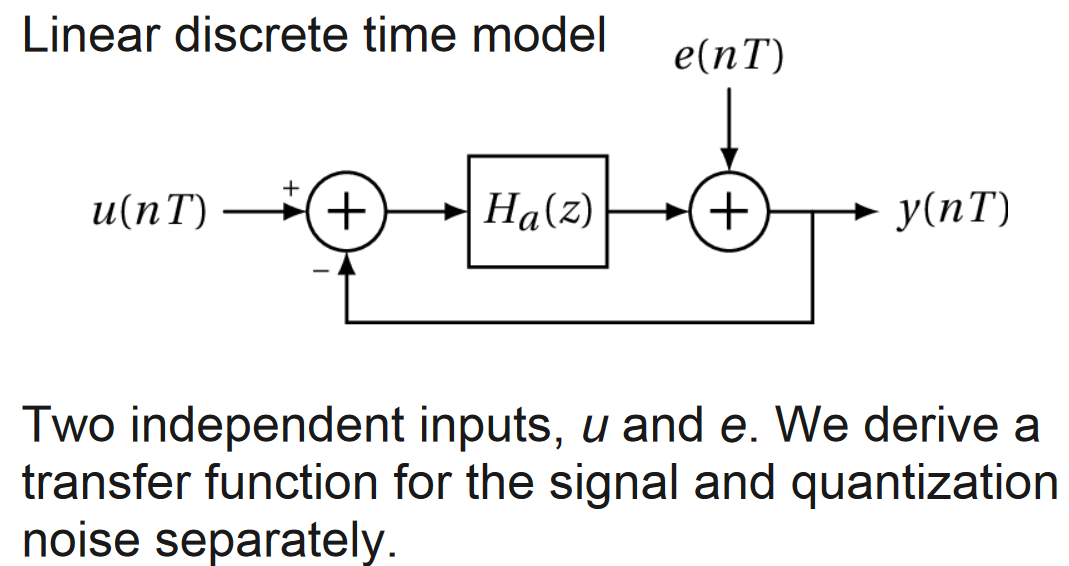 Linear discrete time model
e(nT)
u(nT) + + Ha(z) + y(nT)
−
Two independent inputs, u and e. We derive a
transfer function for the signal and quantization
noise separately.